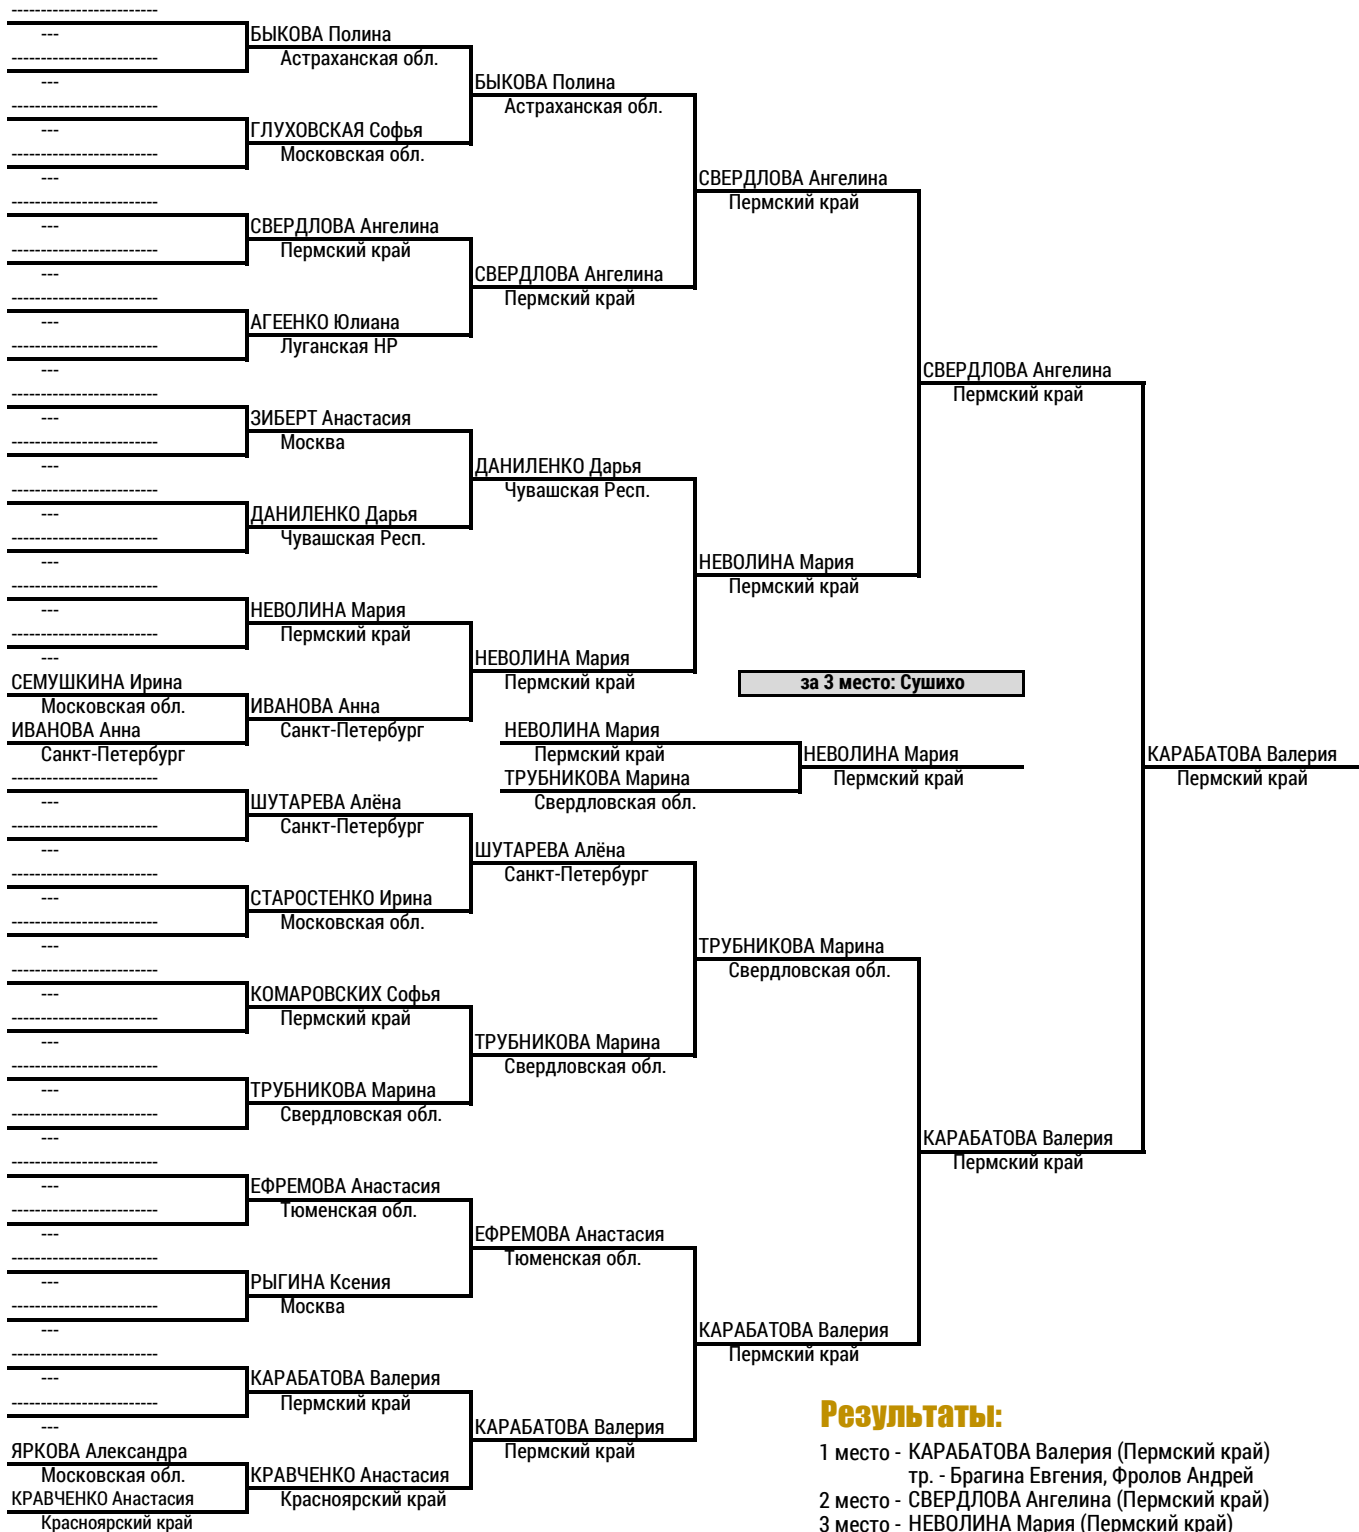 -------------------------
---
БЫКОВА Полина
-------------------------
Астраханская обл.
---
БЫКОВА Полина
-------------------------
Астраханская обл.
---
ГЛУХОВСКАЯ Софья
-------------------------
Московская обл.
---
СВЕРДЛОВА Ангелина
-------------------------
Пермский край
---
СВЕРДЛОВА Ангелина
-------------------------
Пермский край
---
СВЕРДЛОВА Ангелина
-------------------------
Пермский край
---
АГЕЕНКО Юлиана
-------------------------
Луганская НР
---
СВЕРДЛОВА Ангелина
-------------------------
Пермский край
---
ЗИБЕРТ Анастасия
-------------------------
Москва
---
ДАНИЛЕНКО Дарья
-------------------------
Чувашская Респ.
---
ДАНИЛЕНКО Дарья
-------------------------
Чувашская Респ.
---
НЕВОЛИНА Мария
-------------------------
Пермский край
---
НЕВОЛИНА Мария
-------------------------
Пермский край
---
НЕВОЛИНА Мария
СЕМУШКИНА Ирина
Пермский край
за 3 место: Сушихо
Московская обл.
ИВАНОВА Анна
ИВАНОВА Анна
Санкт-Петербург
НЕВОЛИНА Мария
Санкт-Петербург
Пермский край
НЕВОЛИНА Мария
КАРАБАТОВА Валерия
-------------------------
ТРУБНИКОВА Марина
Пермский край
Пермский край
---
ШУТАРЕВА Алёна
Свердловская обл.
-------------------------
Санкт-Петербург
---
ШУТАРЕВА Алёна
-------------------------
Санкт-Петербург
---
СТАРОСТЕНКО Ирина
-------------------------
Московская обл.
---
ТРУБНИКОВА Марина
-------------------------
Свердловская обл.
---
КОМАРОВСКИХ Софья
-------------------------
Пермский край
---
ТРУБНИКОВА Марина
-------------------------
Свердловская обл.
---
ТРУБНИКОВА Марина
-------------------------
Свердловская обл.
---
КАРАБАТОВА Валерия
-------------------------
Пермский край
---
ЕФРЕМОВА Анастасия
-------------------------
Тюменская обл.
---
ЕФРЕМОВА Анастасия
-------------------------
Тюменская обл.
---
РЫГИНА Ксения
-------------------------
Москва
---
КАРАБАТОВА Валерия
-------------------------
Пермский край
---
КАРАБАТОВА Валерия
-------------------------
Пермский край
---
КАРАБАТОВА Валерия
ЯРКОВА Александра
Пермский край
Московская обл.
КРАВЧЕНКО Анастасия
КРАВЧЕНКО Анастасия
Красноярский край
Красноярский край
Результаты:
1 место - КАРАБАТОВА Валерия (Пермский край)
тр. - Брагина Евгения, Фролов Андрей
2 место - СВЕРДЛОВА Ангелина (Пермский край)
3 место - НЕВОЛИНА Мария (Пермский край)